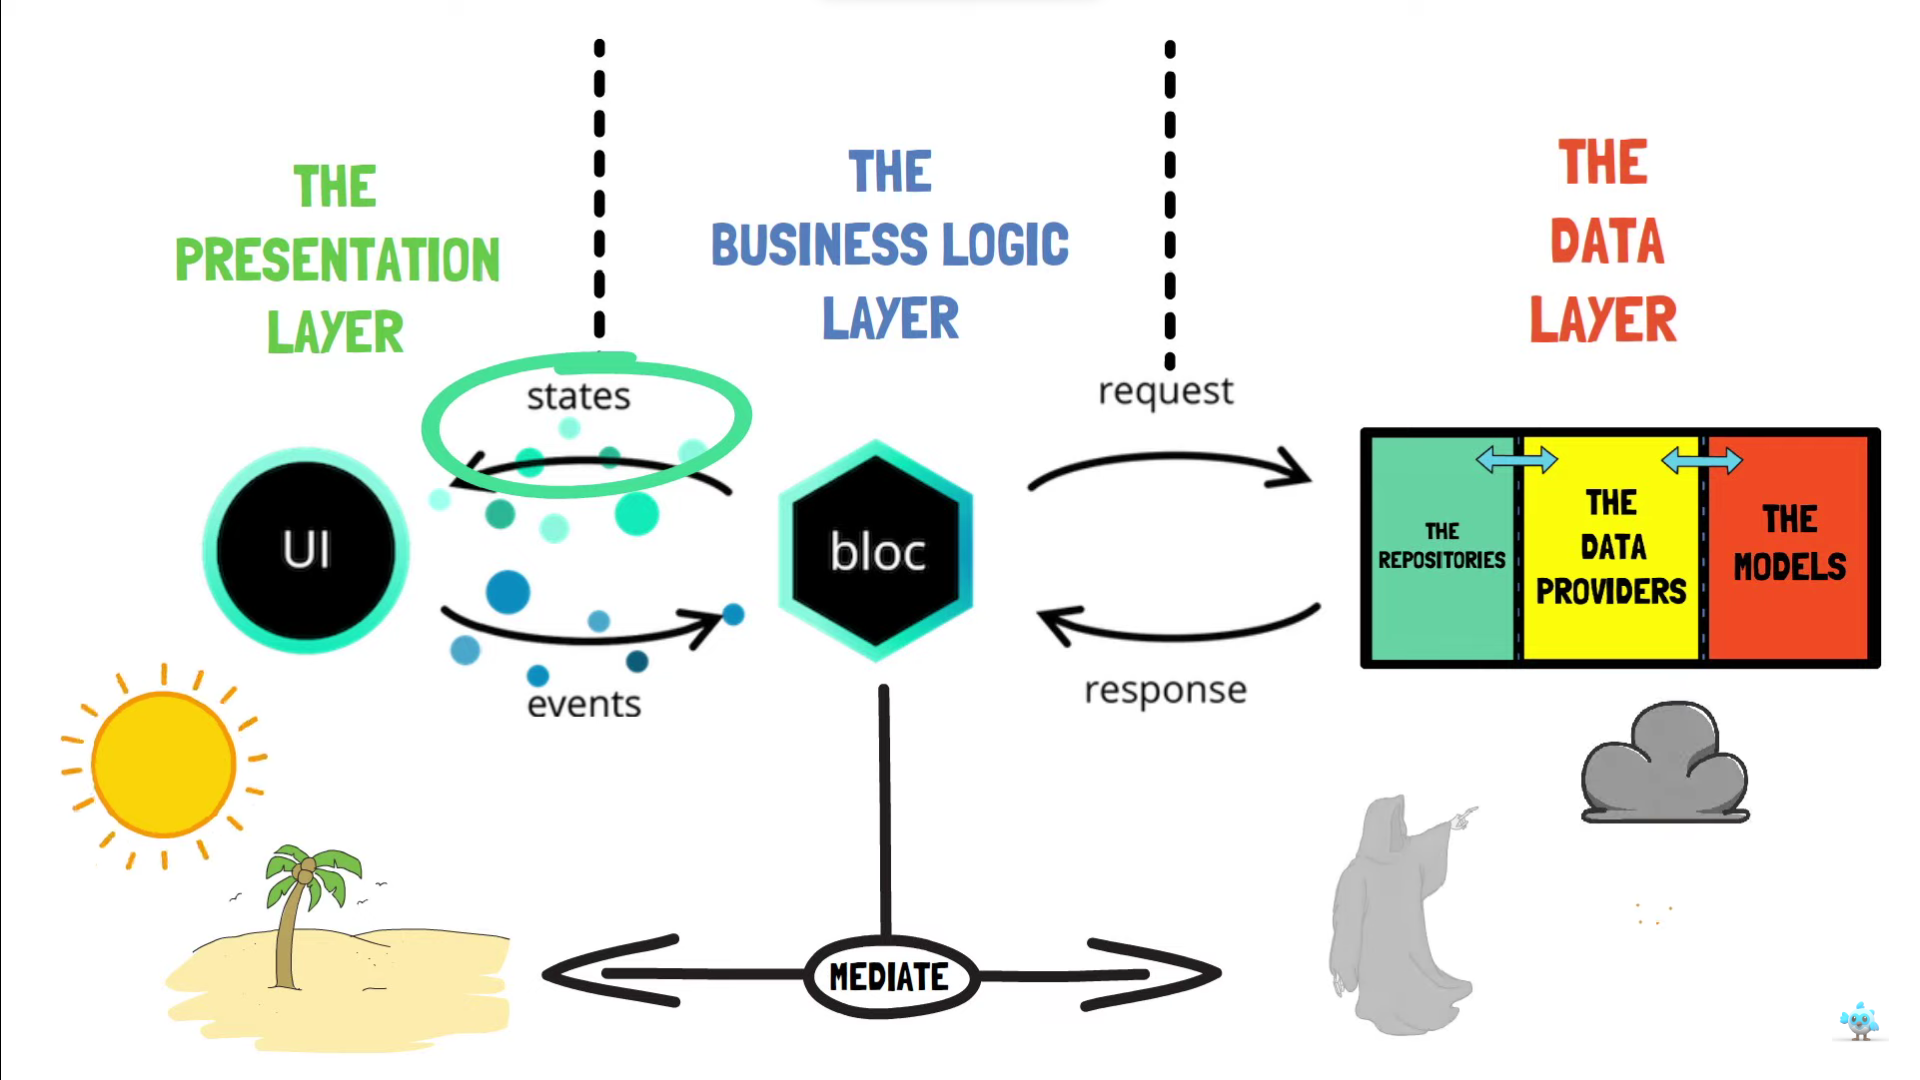 THE
PRESENTATION
LAYER
THE
BUSINESS LOGIC
LAYER
THE
DATA
LAYER
states
request
UI
bloc
THE
REPOSITORIES
THE
DATA
PROVIDERS
THE
MODELS
events
response
MEDIATE